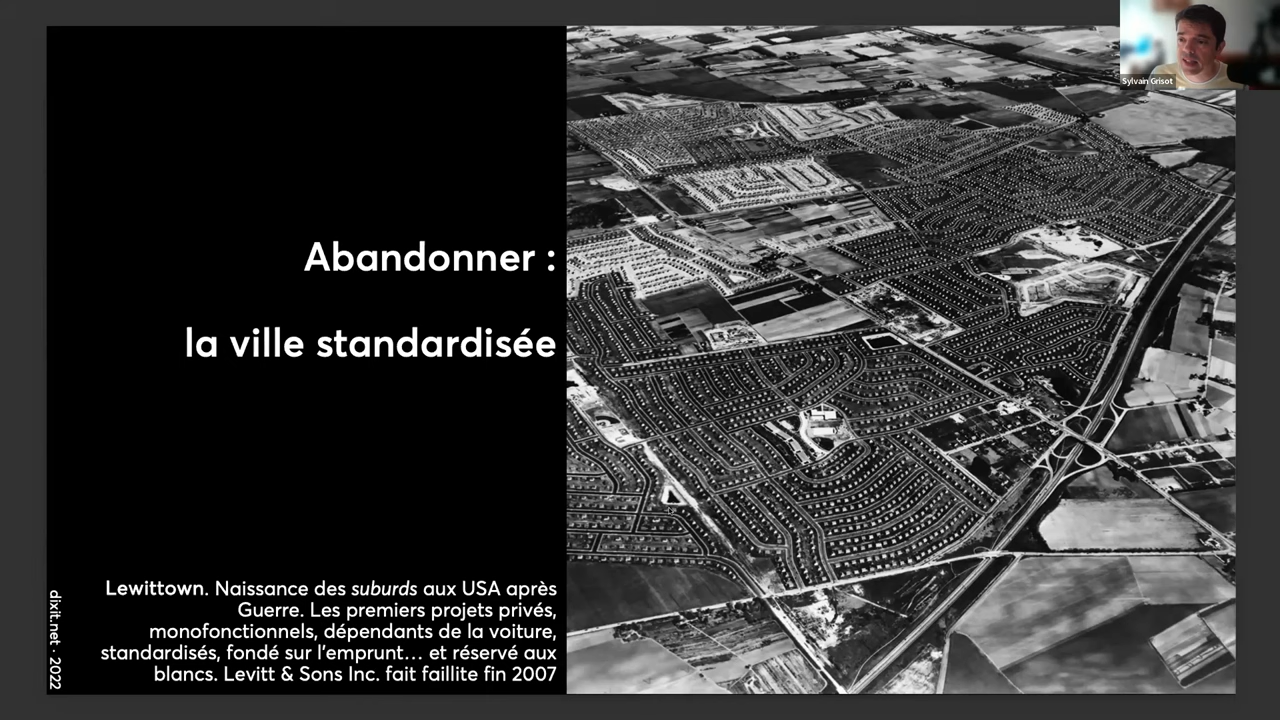 Sylvain Grisot
Abandonner :
la ville standardisée
Lewittown. Naissance des suburds aux USA après
Guerre. Les premiers projets privés,
monofonctionnels, dépendants de la voiture,
standardisés, fondé sur l'emprunt… et réservé aux
blancs. Levitt & Sons Inc. fait faillite fin 2007
dixit.net · 2022